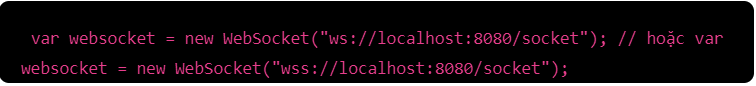 var websocket = new WebSocket("ws://localhost:8080/socket"); // hoặc var
websocket = new WebSocket("wss://localhost:8080/socket");